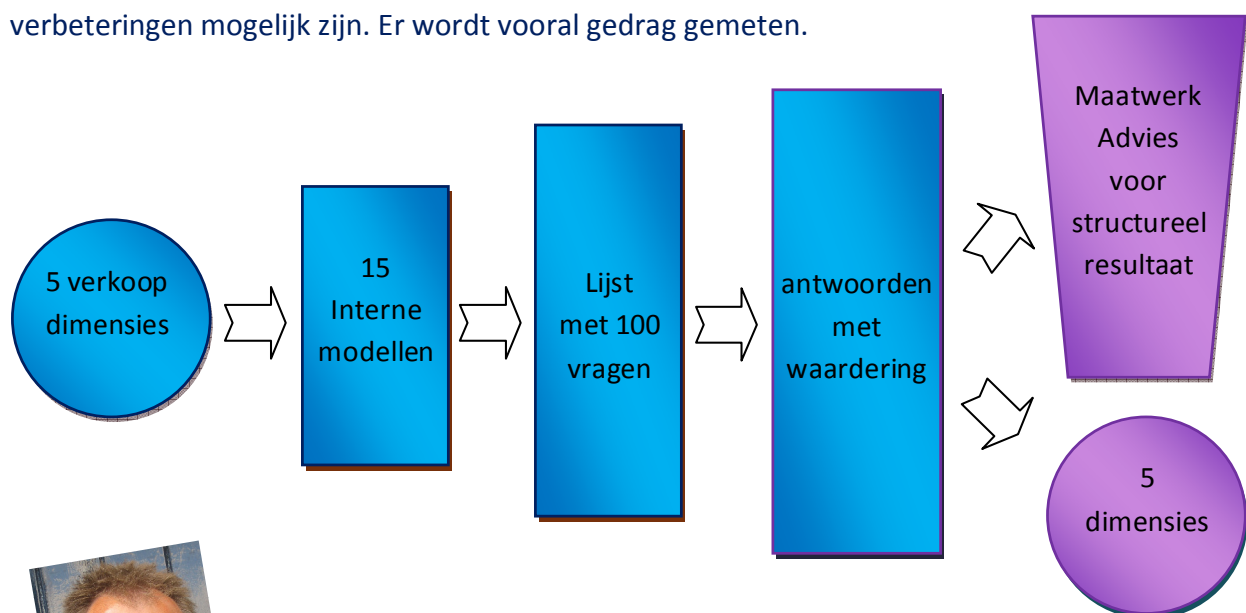 verbeteringen mogelijk zijn. Er wordt vooral gedrag gemeten.
5 verkoop
dimensies
15
Interne
modellen
Lijst
met 100
vragen
antwoorden
met
waardering
Maatwerk
Advies
voor
structureel
resultaat
5
dimensies